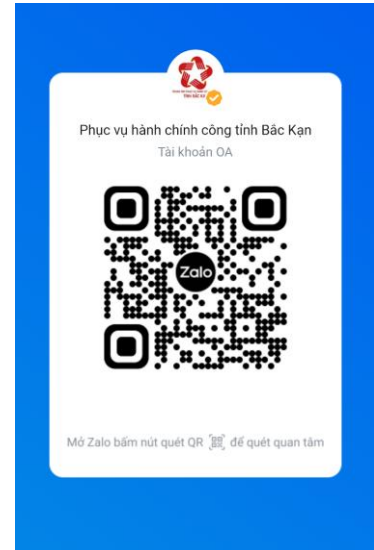 Phục vụ hành chính công tỉnh Bắc Kạn
Tài khoản OA
Zalo
Mở Zalo bấm nút quét QR để quét quan tâm